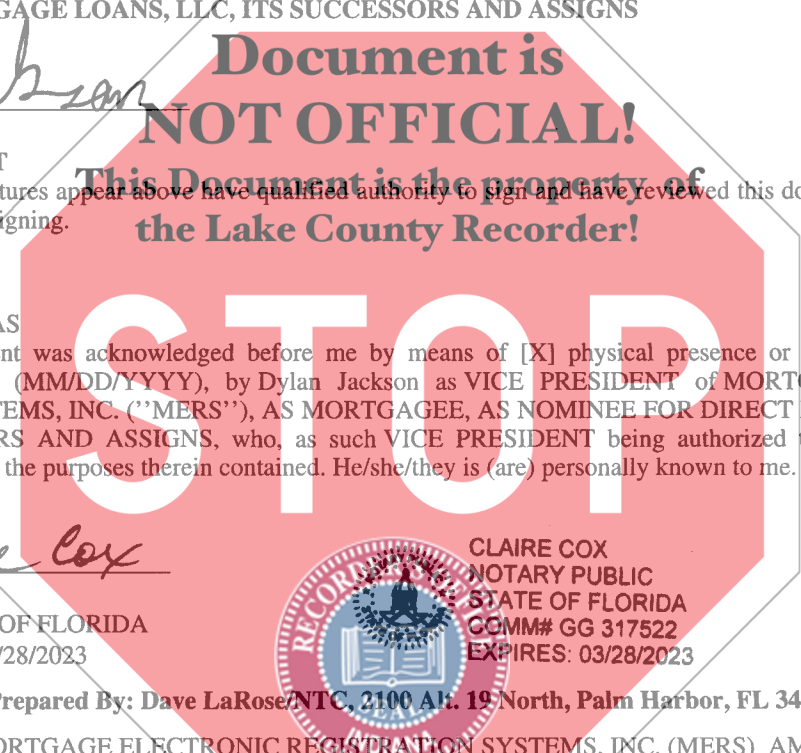 GAGE LOANS, LLC, ITS SUCCESSORS AND ASSIGNS
Document is
NOT OFFICIAL!
This Document is the property of
the Lake County Recorder!
T
tures appear above have qualified authority to sign and have reviewed this do
igning.
STOP
AS
nt was acknowledged before me by means of [X] physical presence or
(MM/DD/YYYY), by Dylan Jackson as VICE PRESIDENT of MORTG
TEMS, INC. (''MERS''), AS MORTGAGEE, AS NOMINEE FOR DIRECT
RS AND ASSIGNS, who, as such VICE PRESIDENT being authorized t
the purposes therein contained. He/she/they is (are) personally known to me.
e Cox
CLAIRE COX
NOTARY PUBLIC
STATE OF FLORIDA
COMM# GG 317522
EXPIRES: 03/28/2023
OF FLORIDA
/28/2023
RECORDER
SEAL
Prepared By: Dave LaRose/NTC, 2100 Alt. 19 North, Palm Harbor, FL 34
ORTGAGE ELECTRONIC REGISTRATION SYSTEMS, INC. (MERS), AM